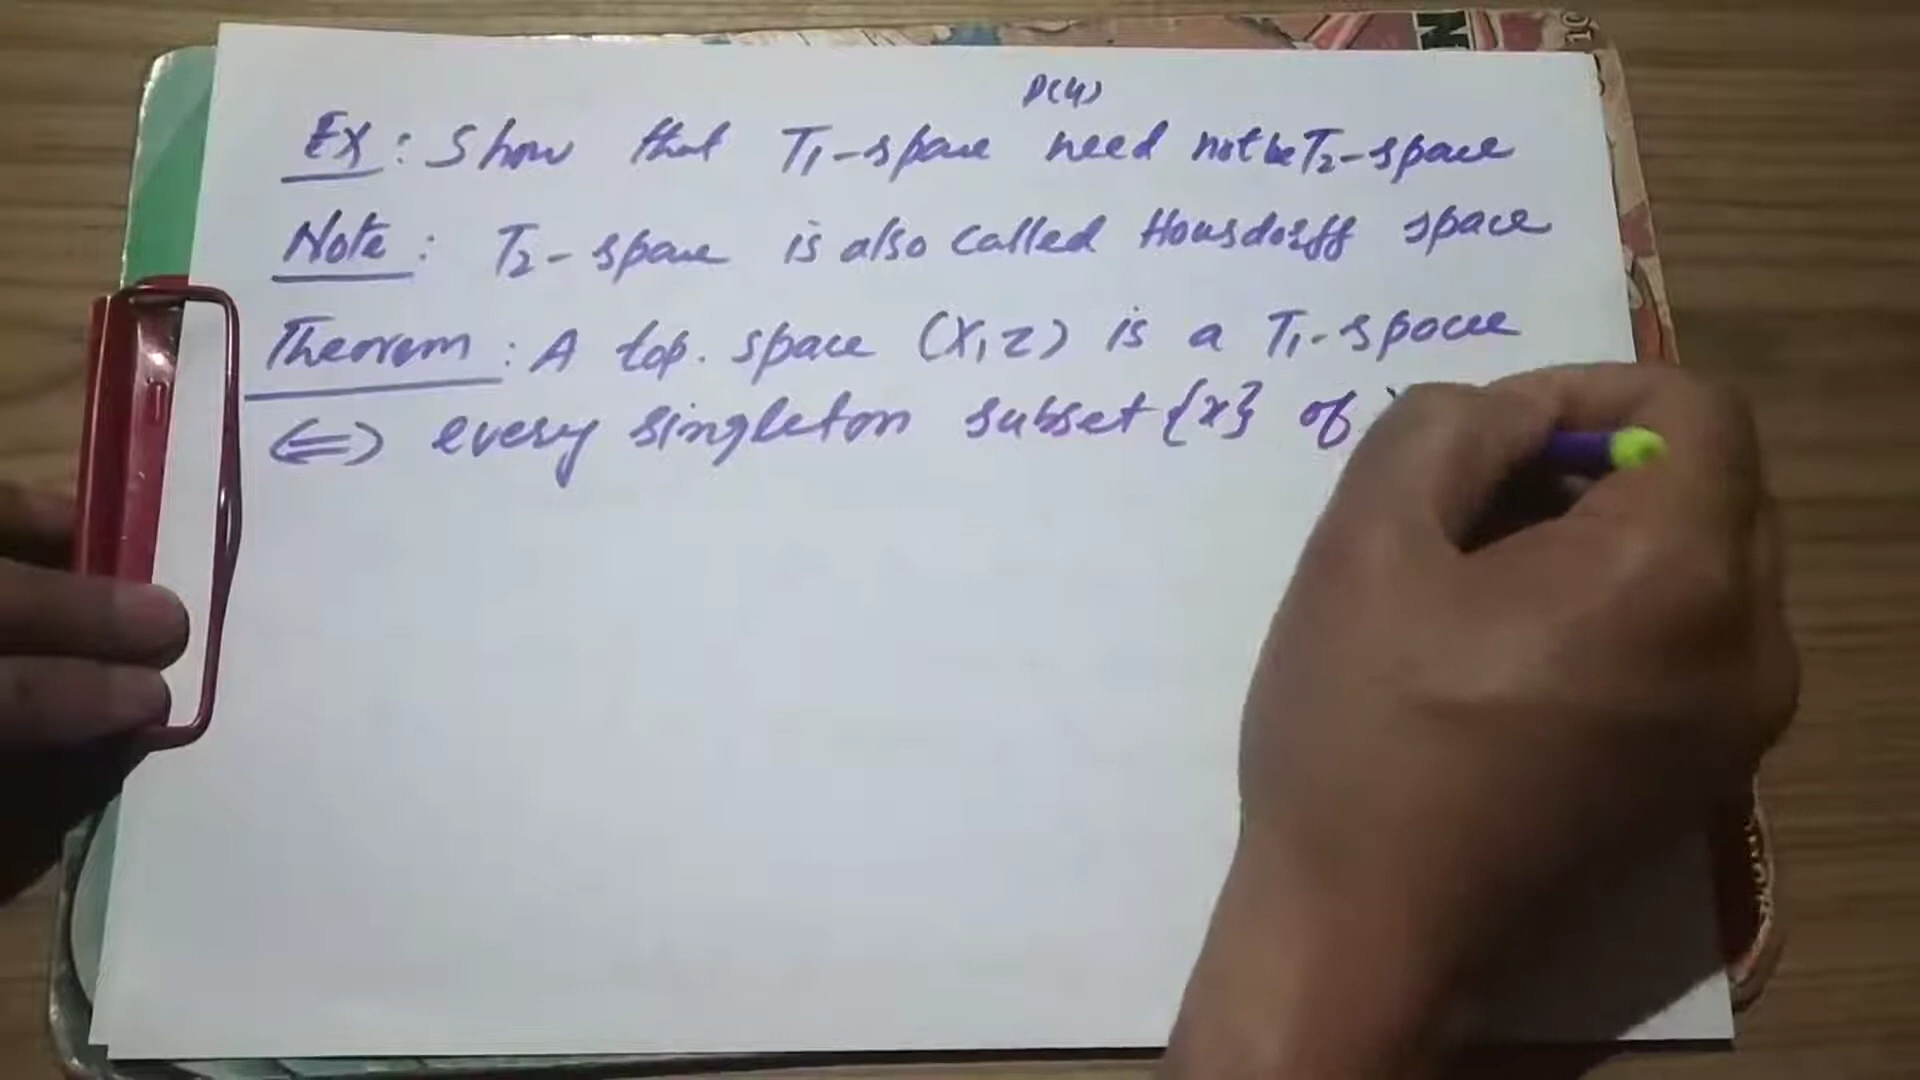 P(4)
Ex: Show that T₁-space need not be T₂-space
Note: T₂-space is also called Housdorff space
Theorem: A top. space (X,τ) is a T₁-space
⇔ every singleton subset {x} of